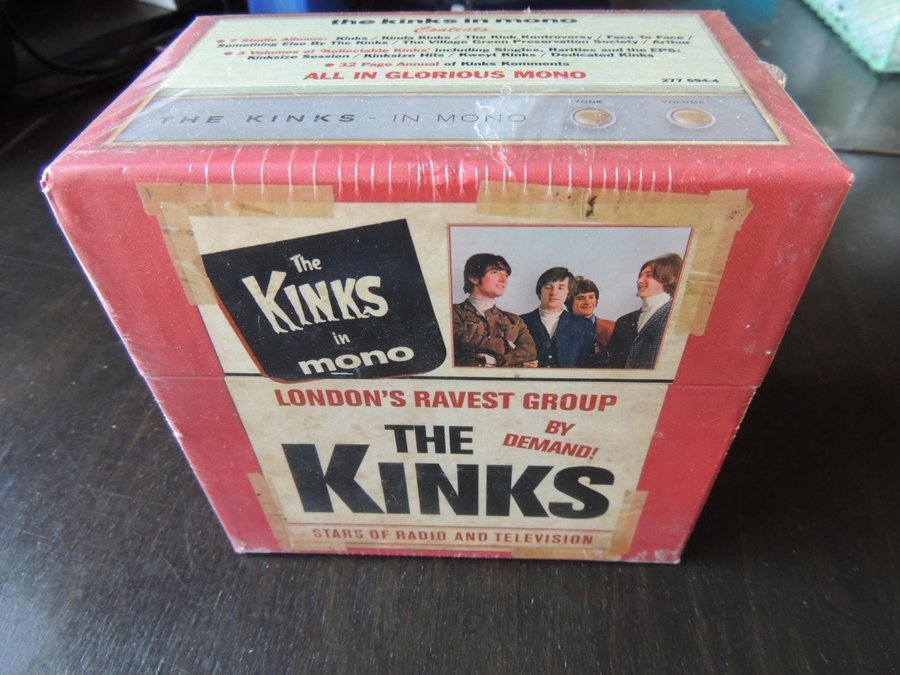 the kinks in mono
Contents
7 Studio Albums: Kinks / Kinda Kinks / The Kink Kontroversy / Face To Face /
Something Else By The Kinks / The Village Green Preservation Society / Arthur
3 Volumes of 'Kollectable Kinks' including Singles, Rarities and the EPS:
Kinksize Session / Kinksize Hits / Kwyet Kinks / Dedicated Kinks
32 Page Annual of Kinks Komments
ALL IN GLORIOUS MONO
277 694-4
THE KINKS - IN MONO
TONE
VOLUME
The
KINKS
in
mono
LONDON'S RAVEST GROUP
BY
DEMAND!
THE
KINKS
STARS OF RADIO AND TELEVISION